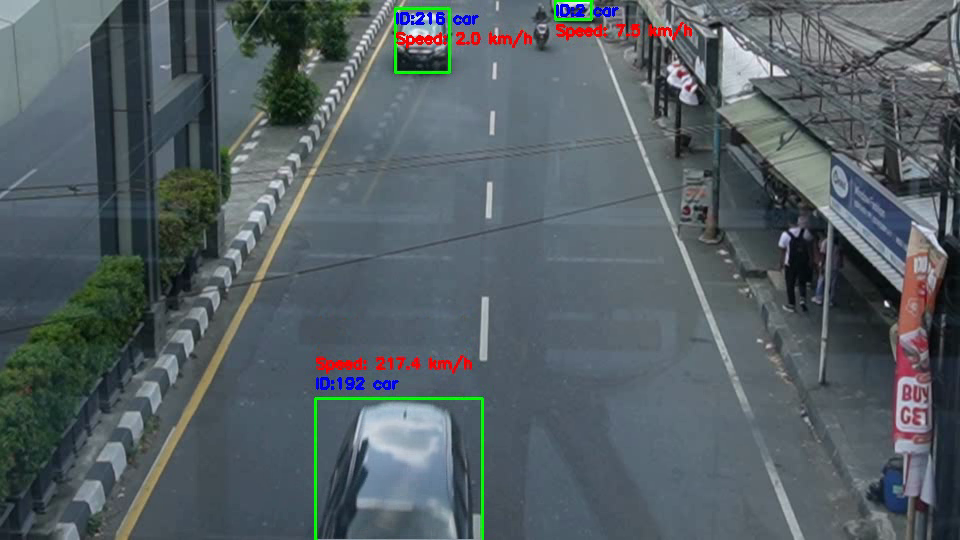 ID:216 car
Speed: 2.0 km/h
ID:2 car
Speed: 7.5 km/h
Speed: 217.4 km/h
ID:192 car
BUY
GET